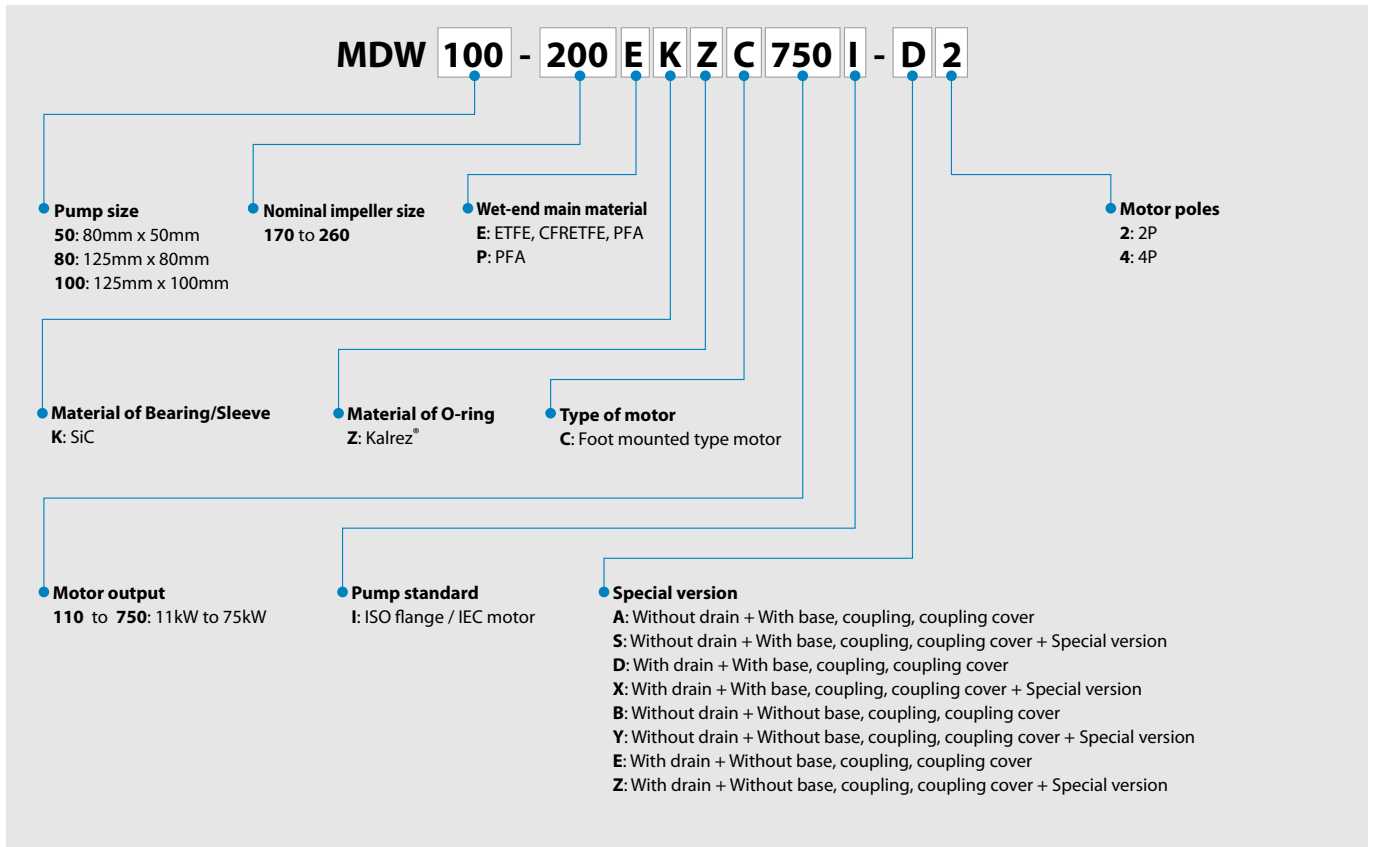 MDW 100 - 200 E K Z C 750 I - D 2
Pump size
50: 80mm x 50mm
80: 125mm x 80mm
100: 125mm x 100mm
Nominal impeller size
170 to 260
Wet-end main material
E: ETFE, CFRETFE, PFA
P: PFA
Motor poles
2: 2P
4: 4P
Material of Bearing/Sleeve
K: SiC
Material of O-ring
Z: Kalrez®
Type of motor
C: Foot mounted type motor
Motor output
110 to 750: 11kW to 75kW
Pump standard
I: ISO flange / IEC motor
Special version
A: Without drain + With base, coupling, coupling cover
S: Without drain + With base, coupling, coupling cover + Special version
D: With drain + With base, coupling, coupling cover
X: With drain + With base, coupling, coupling cover + Special version
B: Without drain + Without base, coupling, coupling cover
Y: Without drain + Without base, coupling, coupling cover + Special version
E: With drain + Without base, coupling, coupling cover
Z: With drain + Without base, coupling, coupling cover + Special version